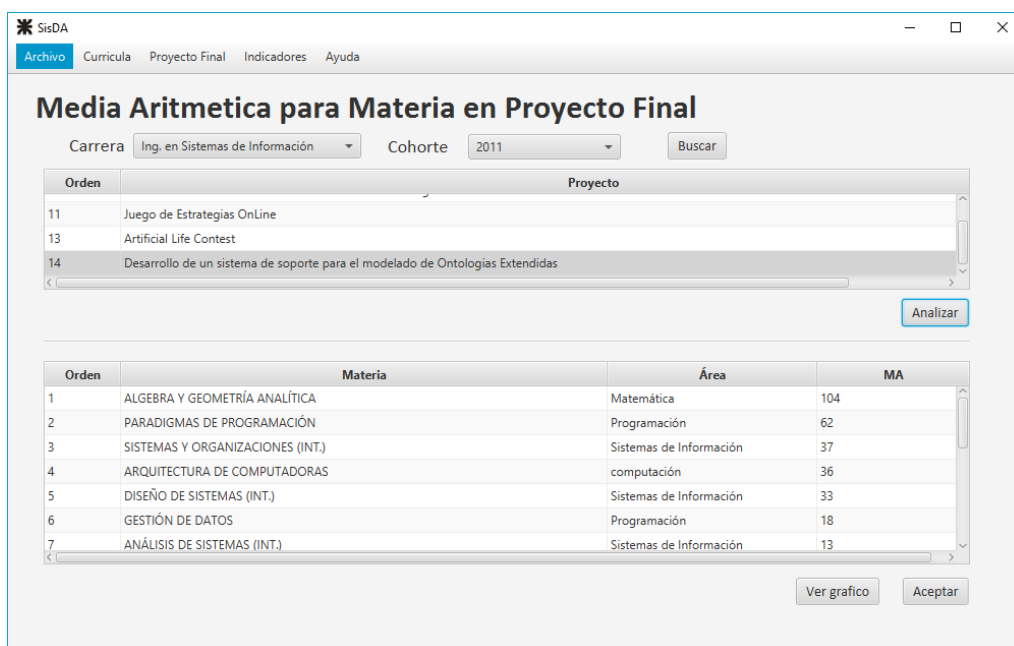 SisDA
Archivo Curricula Proyecto Final Indicadores Ayuda
Media Aritmetica para Materia en Proyecto Final
Carrera Ing. en Sistemas de Información Cohorte 2011 Buscar
Orden Proyecto
11 Juego de Estrategias OnLine
13 Artificial Life Contest
14 Desarrollo de un sistema de soporte para el modelado de Ontologias Extendidas
Analizar
Orden Materia Área MA
1 ALGEBRA Y GEOMETRÍA ANALÍTICA Matemática 104
2 PARADIGMAS DE PROGRAMACIÓN Programación 62
3 SISTEMAS Y ORGANIZACIONES (INT.) Sistemas de Información 37
4 ARQUITECTURA DE COMPUTADORAS computación 36
5 DISEÑO DE SISTEMAS (INT.) Sistemas de Información 33
6 GESTIÓN DE DATOS Programación 18
7 ANÁLISIS DE SISTEMAS (INT.) Sistemas de Información 13
Ver grafico Aceptar